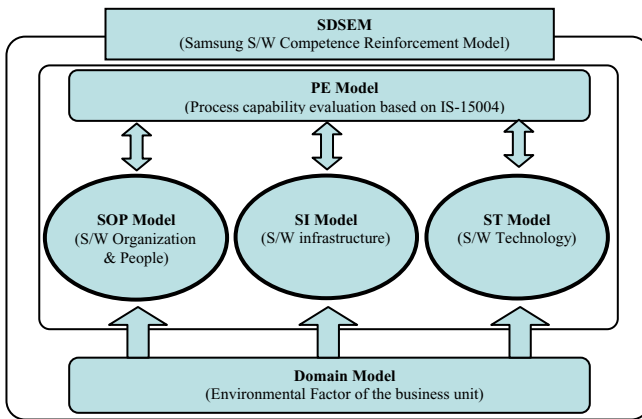 SDSEM
(Samsung S/W Competence Reinforcement Model)
PE Model
(Process capability evaluation based on IS-15004)
SOP Model
(S/W Organization
& People)
SI Model
(S/W infrastructure)
ST Model
(S/W Technology)
Domain Model
(Environmental Factor of the business unit)